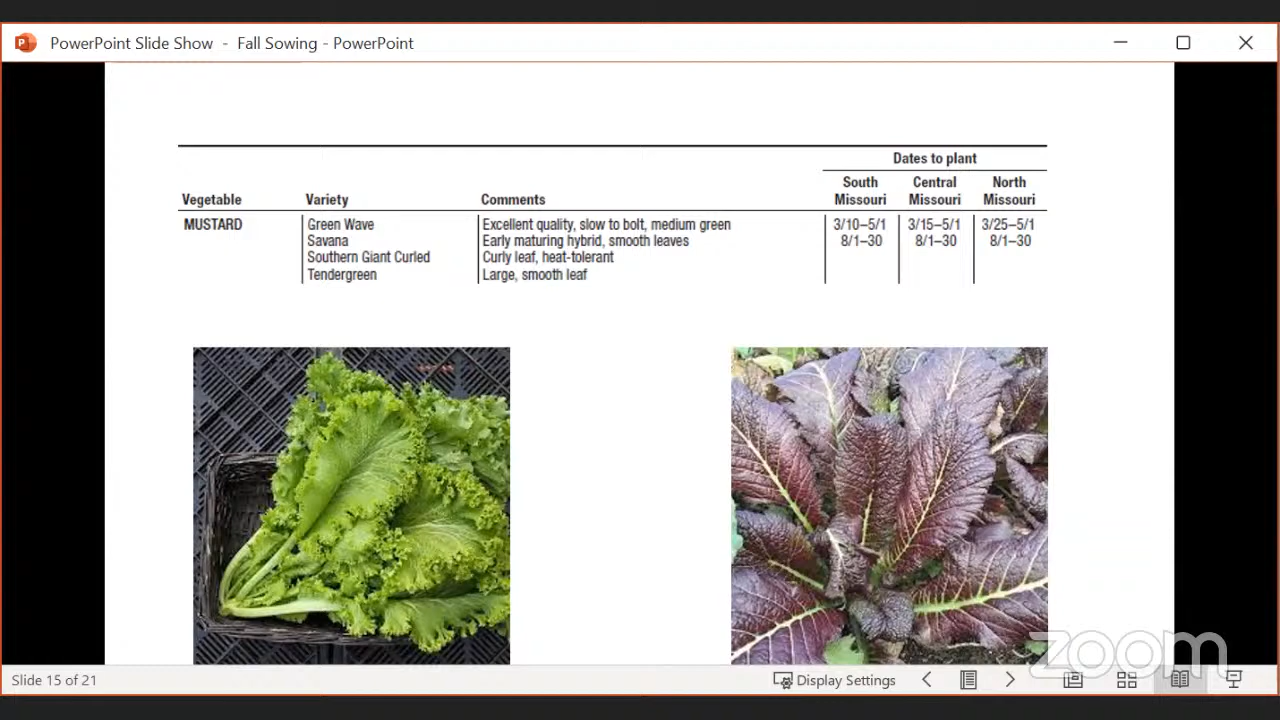 PowerPoint Slide Show - Fall Sowing - PowerPoint
Dates to plant
South Central North
Vegetable Variety Comments Missouri Missouri Missouri
MUSTARD Green Wave Excellent quality, slow to bolt, medium green 3/10–5/1 3/15–5/1 3/25–5/1
Savana Early maturing hybrid, smooth leaves 8/1–30 8/1–30 8/1–30
Southern Giant Curled Curly leaf, heat-tolerant
Tendergreen Large, smooth leaf
zoom
Slide 15 of 21 Display Settings